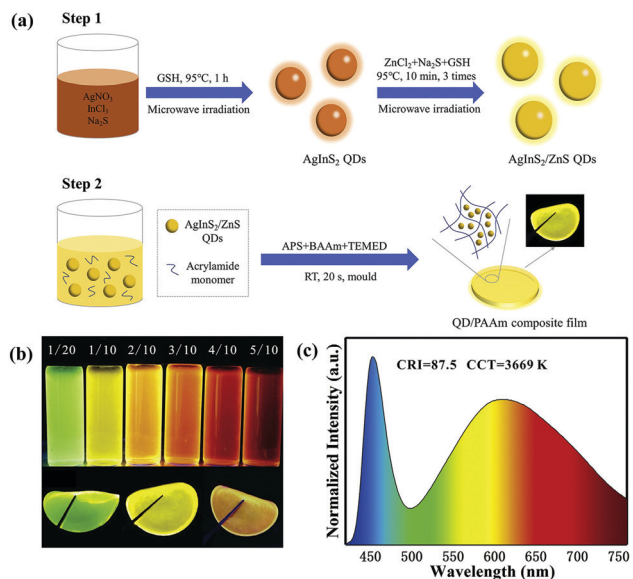 (a)
Step 1
AgNO₃
InCl₃
Na₂S
GSH, 95℃, 1 h
Microwave irradiation
AgInS₂ QDs
ZnCl₂+Na₂S+GSH
95℃, 10 min, 3 times
Microwave irradiation
AgInS₂/ZnS QDs
Step 2
AgInS₂/ZnS
QDs
Acrylamide
monomer
APS+BAAm+TEMED
RT, 20 s, mould
QD/PAAm composite film
(b)
1/20 1/10 2/10 3/10 4/10 5/10
(c)
CRI=87.5 CCT=3669 K
Normalized Intensity (a.u.)
450 500 550 600 650 700 750
Wavelength (nm)